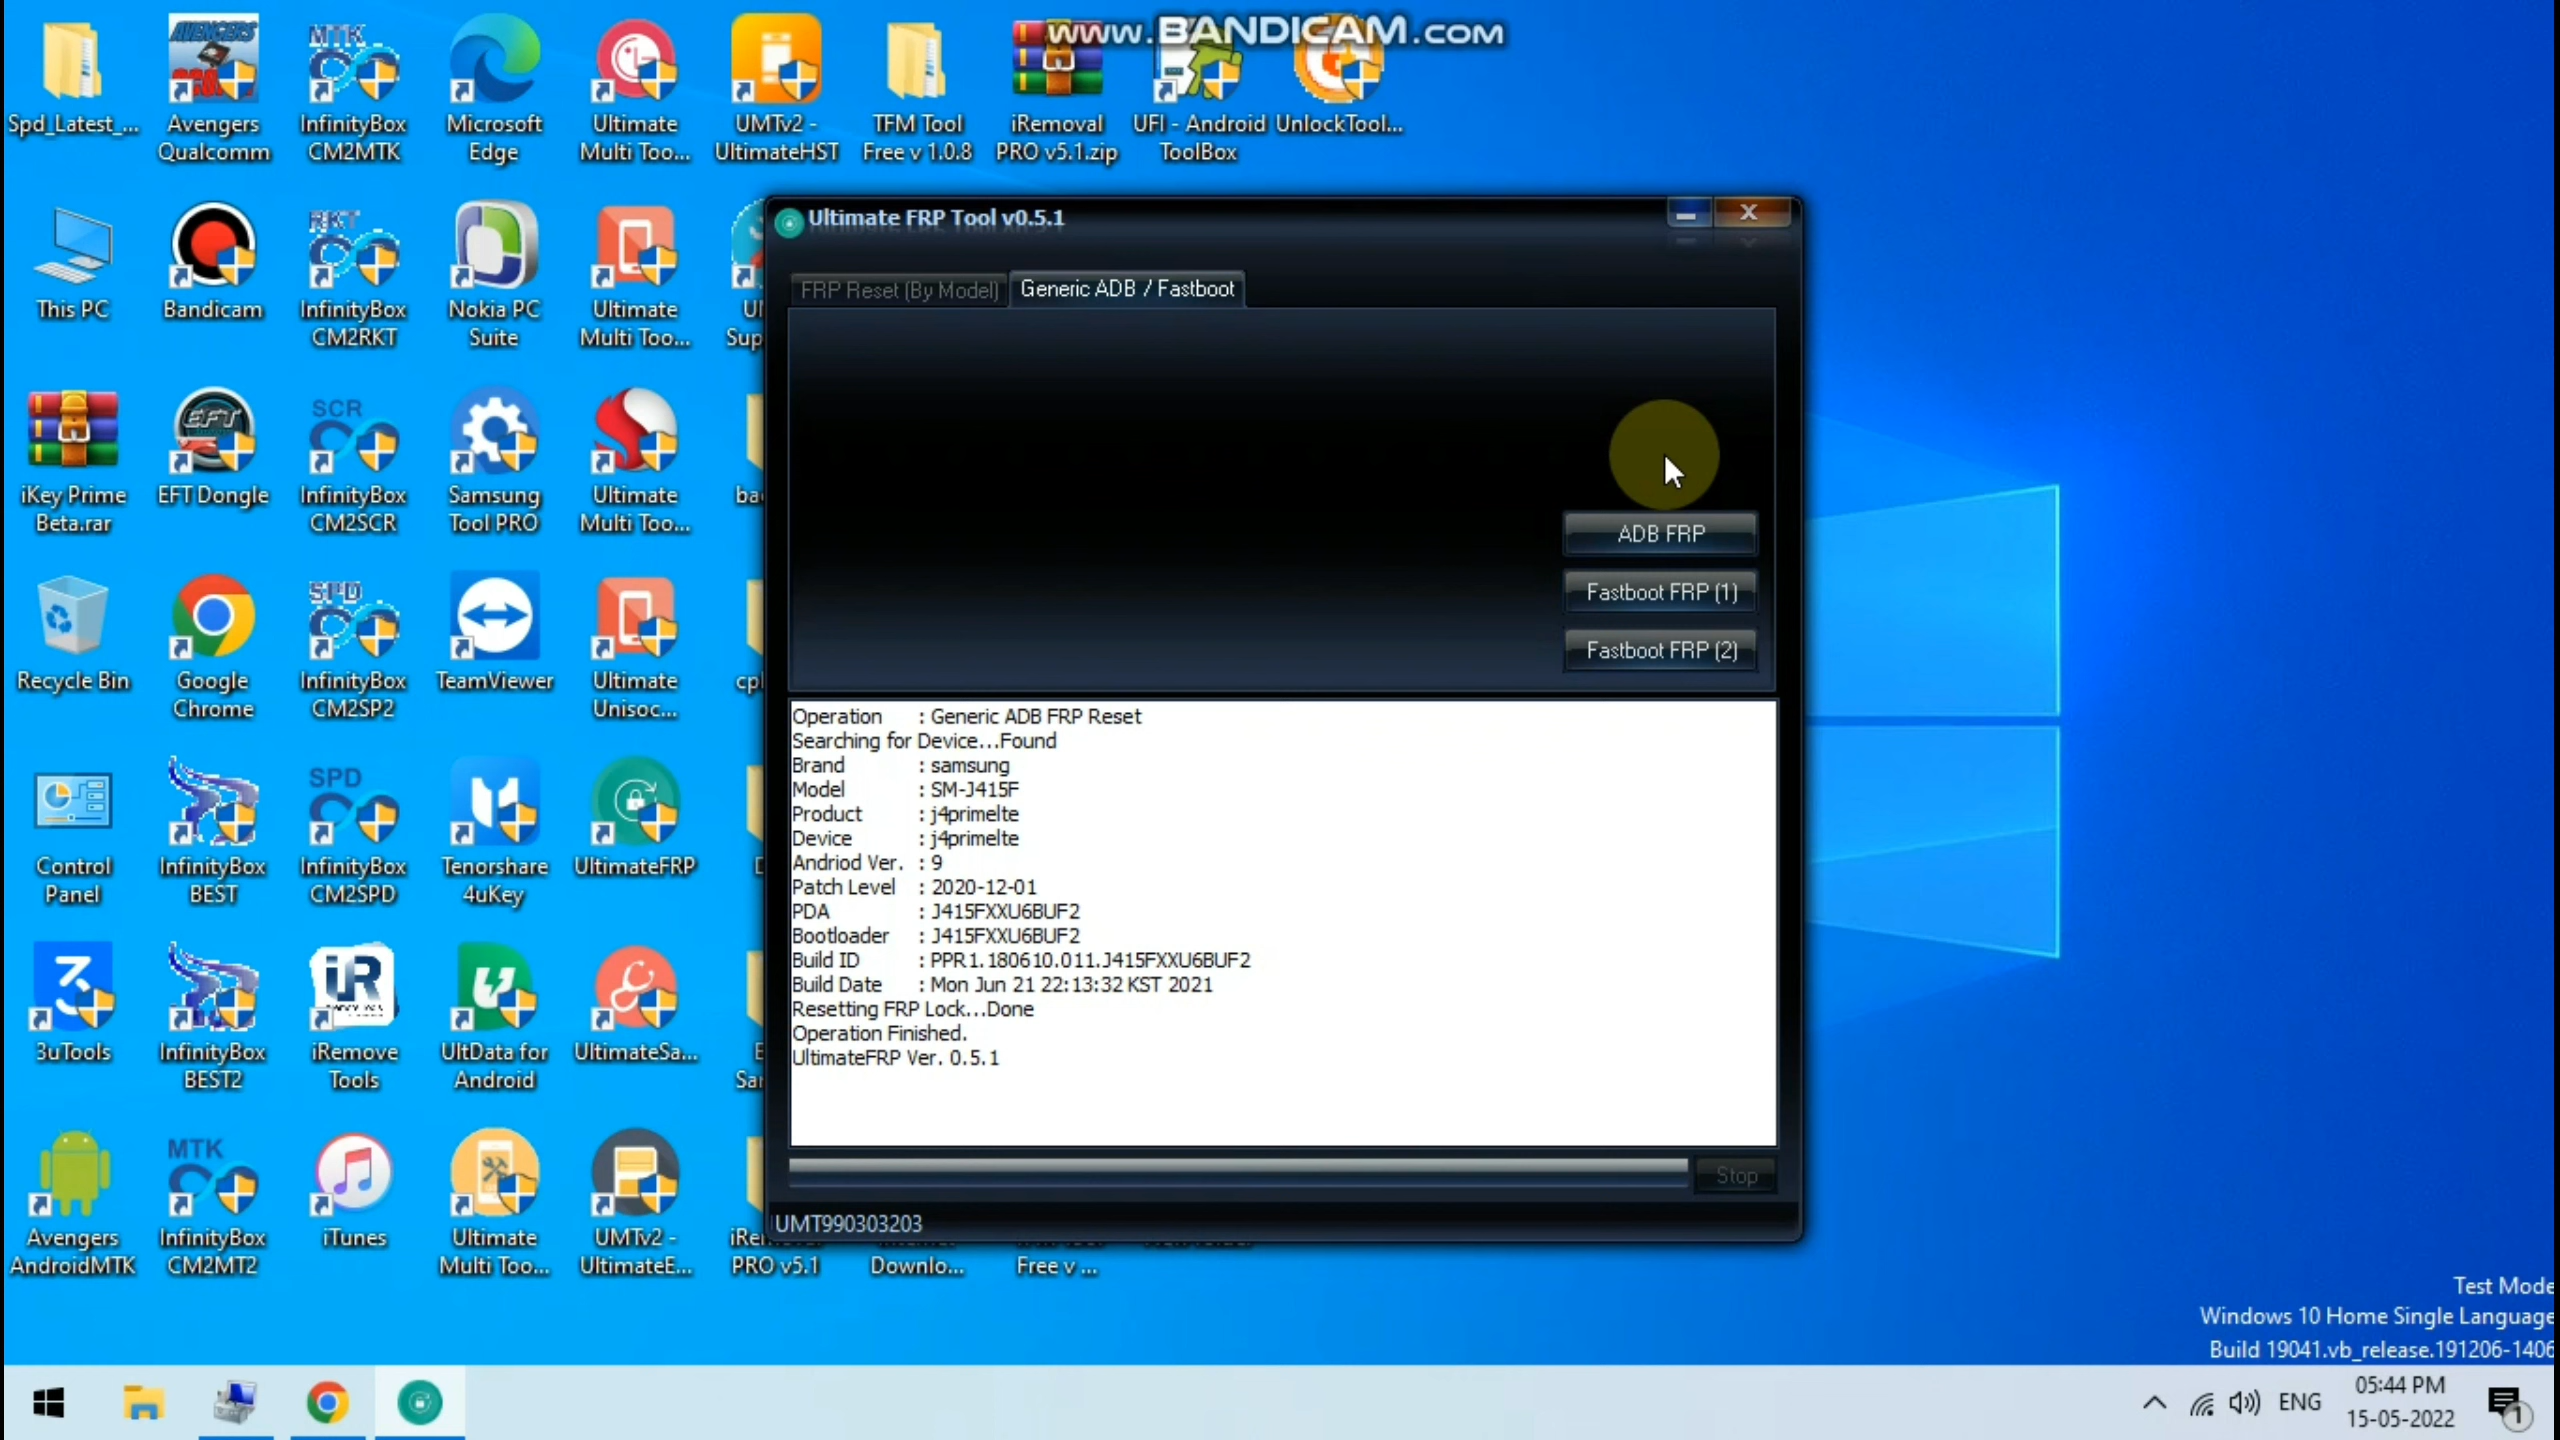 www.BANDICAM.com
Spd_Latest_...
Avengers
Qualcomm
InfinityBox
CM2MTK
Microsoft
Edge
Ultimate
Multi Too...
UMTv2 -
UltimateHST
TFM Tool
Free v 1.0.8
iRemoval
PRO v5.1.zip
UFI - Android
ToolBox
UnlockTool...
This PC
Bandicam
InfinityBox
CM2RKT
Nokia PC
Suite
Ultimate
Multi Too...
iKey Prime
Beta.rar
EFT Dongle
InfinityBox
CM2SCR
Samsung
Tool PRO
Ultimate
Multi Too...
Recycle Bin
Google
Chrome
InfinityBox
CM2SP2
TeamViewer
Ultimate
Unisoc...
Control
Panel
InfinityBox
BEST
InfinityBox
CM2SPD
Tenorshare
4uKey
UltimateFRP
3uTools
InfinityBox
BEST2
iRemove
Tools
UltData for
Android
UltimateSa...
Avengers
AndroidMTK
InfinityBox
CM2MT2
iTunes
Ultimate
Multi Too...
UMTv2 -
UltimateE...
PRO v5.1
Downlo...
Free v ...
Ultimate FRP Tool v0.5.1
FRP Reset (By Model)
Generic ADB / Fastboot
ADB FRP
Fastboot FRP (1)
Fastboot FRP (2)
Operation : Generic ADB FRP Reset
Searching for Device...Found
Brand : samsung
Model : SM-J415F
Product : j4primelte
Device : j4primelte
Andriod Ver. : 9
Patch Level : 2020-12-01
PDA : J415FXXU6BUF2
Bootloader : J415FXXU6BUF2
Build ID : PPR1.180610.011.J415FXXU6BUF2
Build Date : Mon Jun 21 22:13:32 KST 2021
Resetting FRP Lock...Done
Operation Finished.
UltimateFRP Ver. 0.5.1
Stop
UMT990303203
Test Mode
Windows 10 Home Single Language
Build 19041.vb_release.191206-1406
ENG
05:44 PM
15-05-2022
1